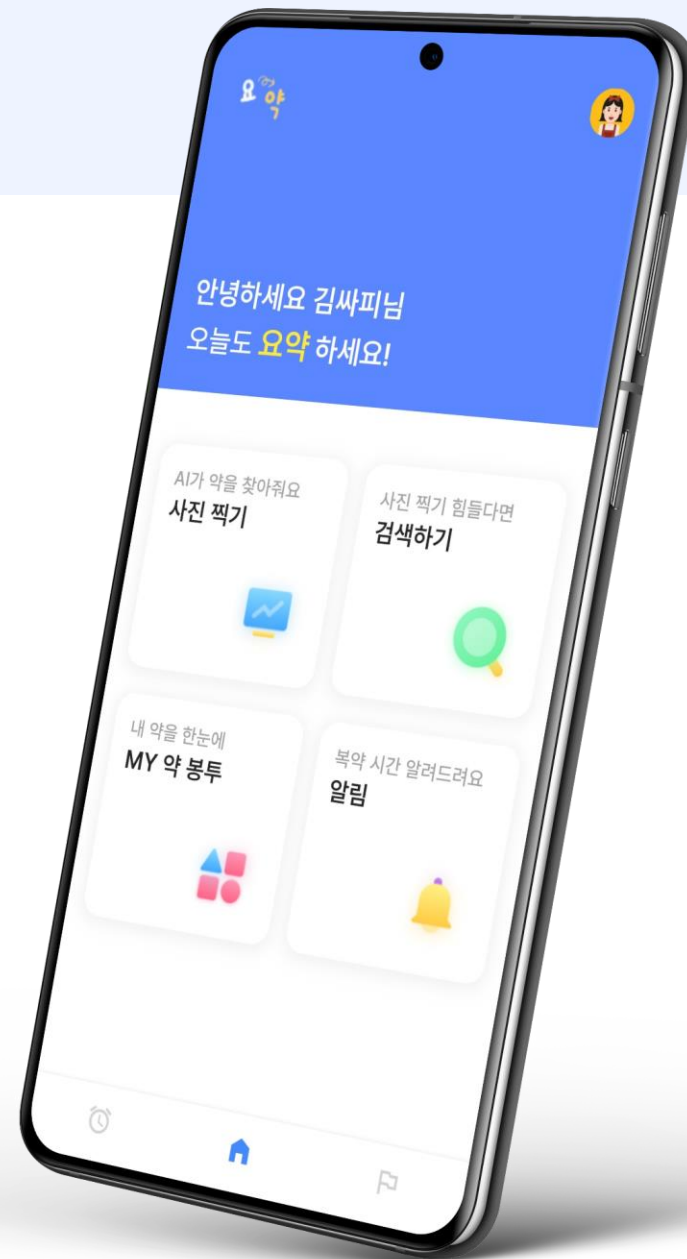 요약
안녕하세요 김싸피님
오늘도 요약 하세요!
AI가 약을 찾아줘요
사진 찍기
사진 찍기 힘들다면
검색하기
내 약을 한눈에
MY 약 봉투
복약 시간 알려드려요
알림